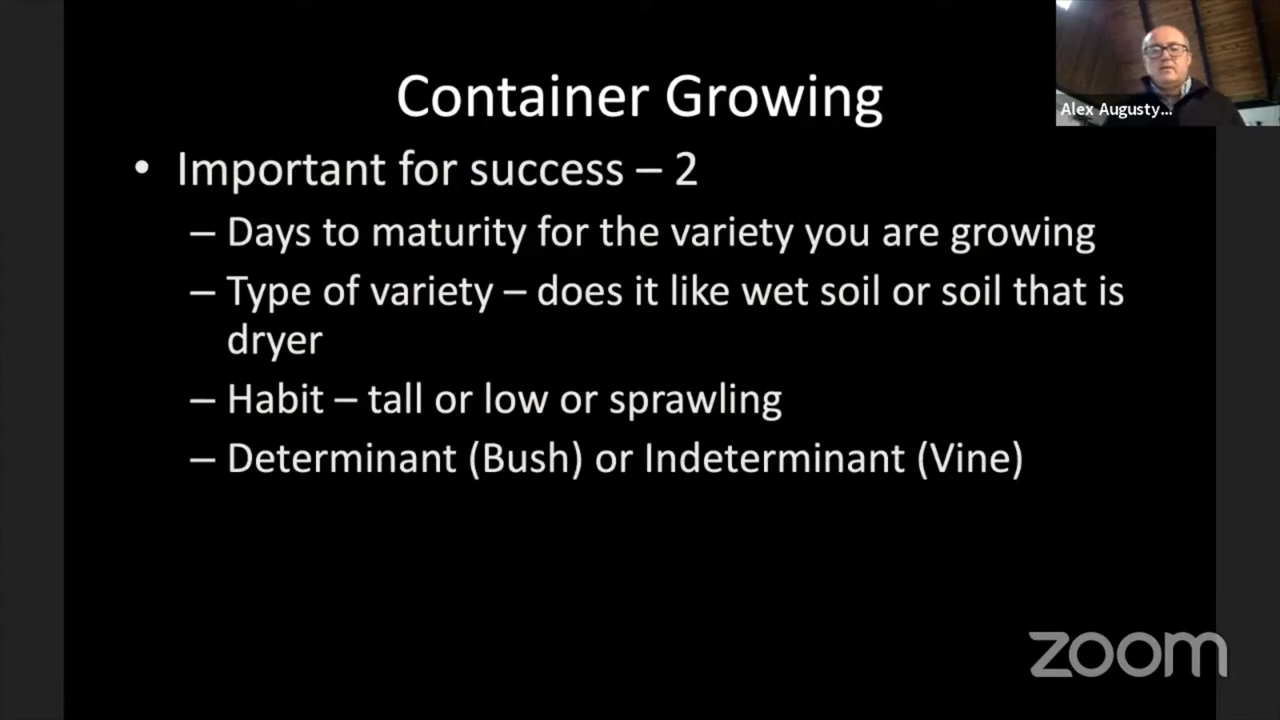 Container Growing
• Important for success – 2
– Days to maturity for the variety you are growing
– Type of variety – does it like wet soil or soil that is
dryer
– Habit – tall or low or sprawling
– Determinant (Bush) or Indeterminant (Vine)
Alex Augusty...
zoom